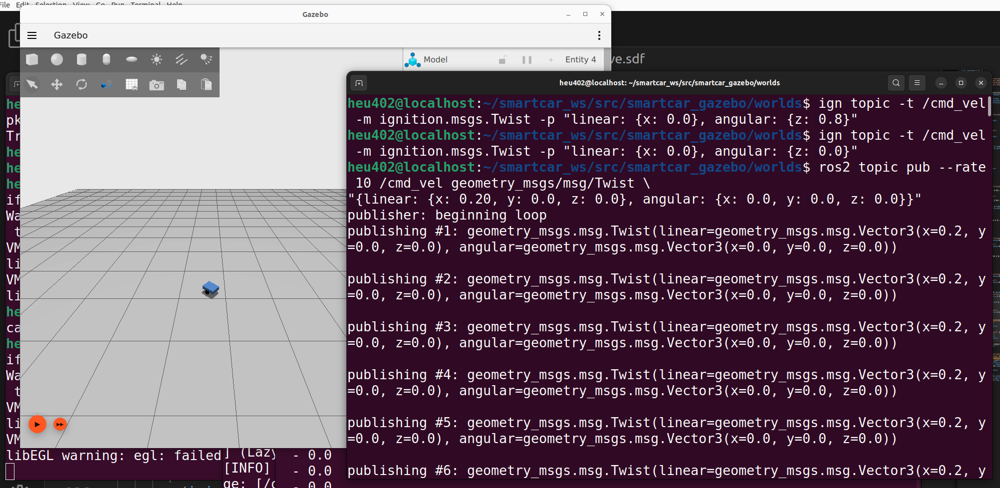 File Edit Selection View Go Run Terminal Help
Gazebo
Gazebo
Model
Entity 4
ve.sdf
heu402@localhost: ~/smartcar_ws/src/smartcar_gazebo/worlds
heu402@localhost:~/smartcar_ws/src/smartcar_gazebo/worlds$ ign topic -t /cmd_vel
-m ignition.msgs.Twist -p "linear: {x: 0.0}, angular: {z: 0.8}"
heu402@localhost:~/smartcar_ws/src/smartcar_gazebo/worlds$ ign topic -t /cmd_vel
-m ignition.msgs.Twist -p "linear: {x: 0.0}, angular: {z: 0.0}"
heu402@localhost:~/smartcar_ws/src/smartcar_gazebo/worlds$ ros2 topic pub --rate
10 /cmd_vel geometry_msgs/msg/Twist \
"{linear: {x: 0.20, y: 0.0, z: 0.0}, angular: {x: 0.0, y: 0.0, z: 0.0}}"
publisher: beginning loop
publishing #1: geometry_msgs.msg.Twist(linear=geometry_msgs.msg.Vector3(x=0.2, y
=0.0, z=0.0), angular=geometry_msgs.msg.Vector3(x=0.0, y=0.0, z=0.0))
publishing #2: geometry_msgs.msg.Twist(linear=geometry_msgs.msg.Vector3(x=0.2, y
=0.0, z=0.0), angular=geometry_msgs.msg.Vector3(x=0.0, y=0.0, z=0.0))
publishing #3: geometry_msgs.msg.Twist(linear=geometry_msgs.msg.Vector3(x=0.2, y
=0.0, z=0.0), angular=geometry_msgs.msg.Vector3(x=0.0, y=0.0, z=0.0))
publishing #4: geometry_msgs.msg.Twist(linear=geometry_msgs.msg.Vector3(x=0.2, y
=0.0, z=0.0), angular=geometry_msgs.msg.Vector3(x=0.0, y=0.0, z=0.0))
publishing #5: geometry_msgs.msg.Twist(linear=geometry_msgs.msg.Vector3(x=0.2, y
=0.0, z=0.0), angular=geometry_msgs.msg.Vector3(x=0.0, y=0.0, z=0.0))
publishing #6: geometry_msgs.msg.Twist(linear=geometry_msgs.msg.Vector3(x=0.2, y
he
pk
Tr
he
he
he
if
Wa
t
VM
li
VM
li
he
ca
he
if
Wa
t
VM
li
VM
libEGL warning: egl: failed
] (Lazy
[INFO]
ge: [/c
- 0.0
- 0.0
- 0.0